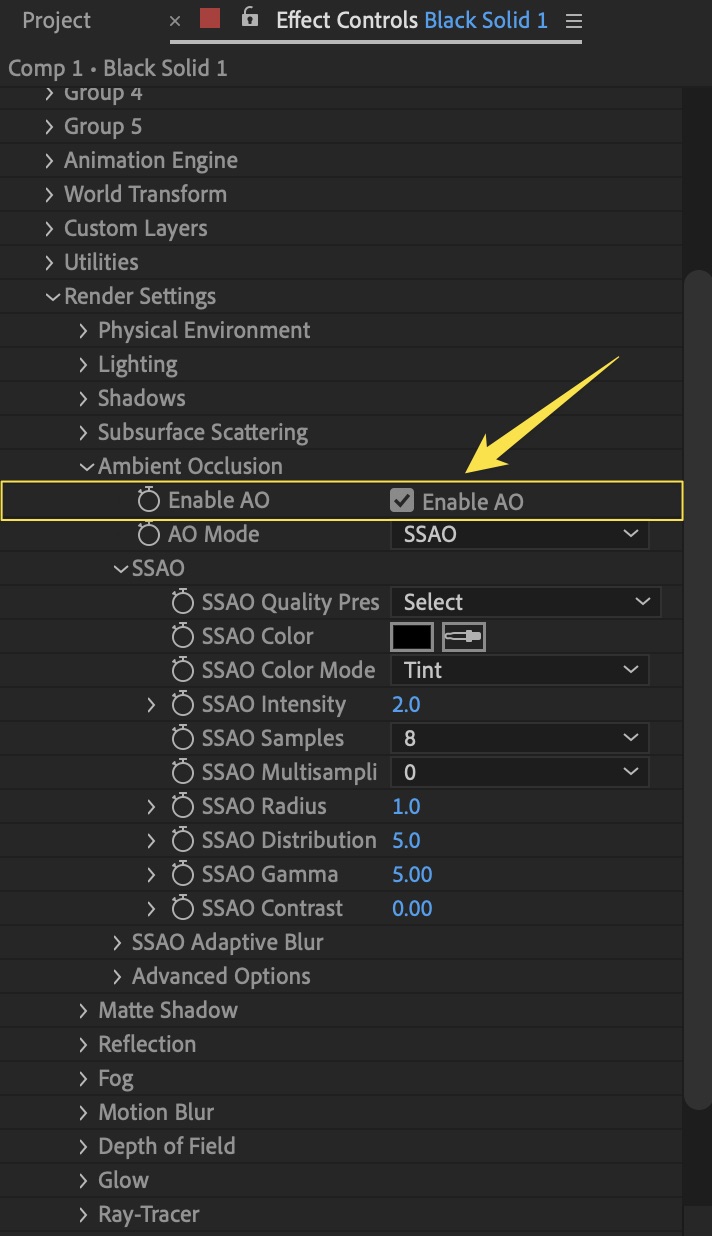 Project × Effect Controls Black Solid 1
Comp 1 • Black Solid 1
Group 4
Group 5
Animation Engine
World Transform
Custom Layers
Utilities
Render Settings
Physical Environment
Lighting
Shadows
Subsurface Scattering
Ambient Occlusion
Enable AO Enable AO
AO Mode SSAO
SSAO
SSAO Quality Pres Select
SSAO Color
SSAO Color Mode Tint
SSAO Intensity 2.0
SSAO Samples 8
SSAO Multisampli 0
SSAO Radius 1.0
SSAO Distribution 5.0
SSAO Gamma 5.00
SSAO Contrast 0.00
SSAO Adaptive Blur
Advanced Options
Matte Shadow
Reflection
Fog
Motion Blur
Depth of Field
Glow
Ray-Tracer